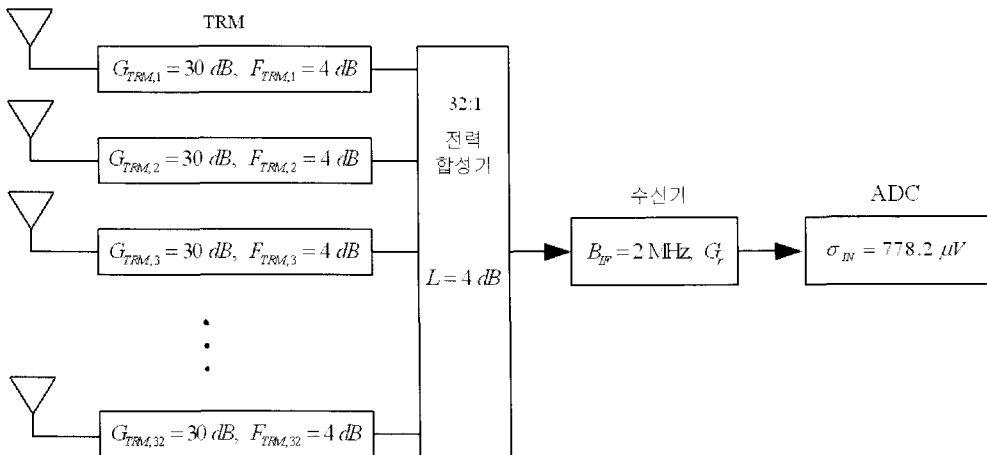 TRM
G_{TRM,1} = 30 dB, F_{TRM,1} = 4 dB
G_{TRM,2} = 30 dB, F_{TRM,2} = 4 dB
G_{TRM,3} = 30 dB, F_{TRM,3} = 4 dB
G_{TRM,32} = 30 dB, F_{TRM,32} = 4 dB
32:1
전력
합성기
L = 4 dB
수신기
B_{IF} = 2 MHz, G_r
ADC
σ_{IN} = 778.2 μV